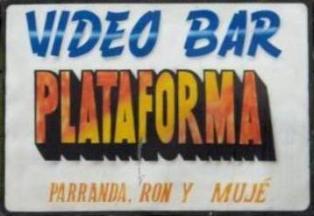 VIDEO BAR
PLATAFORMA
PARRANDA, RON Y MUJÉ